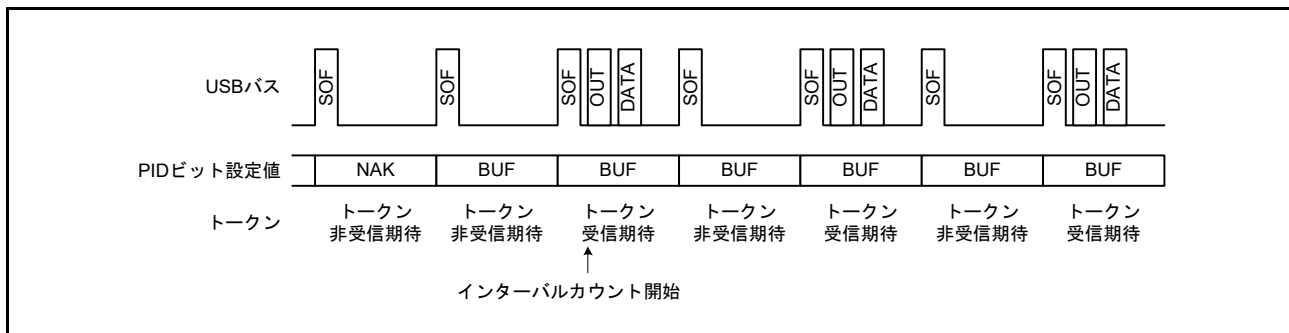 USBバス
SOF SOF SOF OUT DATA SOF SOF OUT DATA SOF SOF OUT DATA
PIDビット設定値 NAK BUF BUF BUF BUF BUF BUF
トークン
トークン トークン トークン トークン トークン トークン トークン
非受信期待 非受信期待 受信期待 非受信期待 受信期待 非受信期待 受信期待
インターバルカウント開始